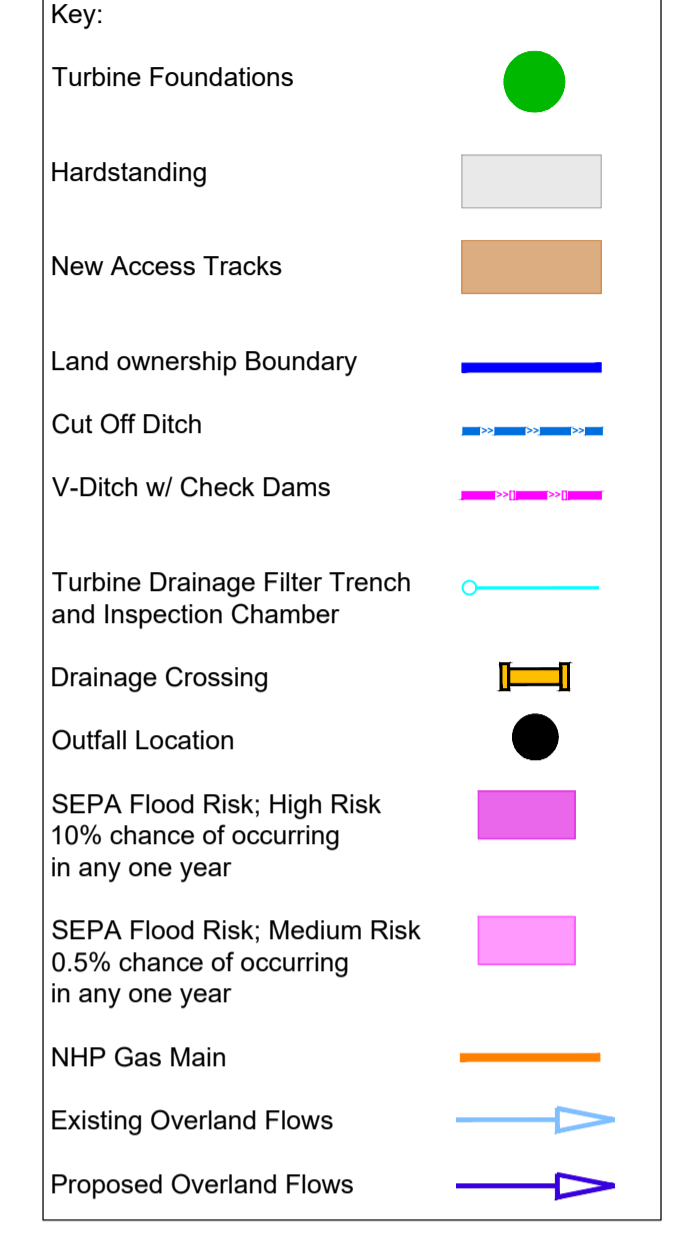 Key:
Turbine Foundations
Hardstanding
New Access Tracks
Land ownership Boundary
Cut Off Ditch
>> >> >>
V-Ditch w/ Check Dams
>>[] >>[]
Turbine Drainage Filter Trench
and Inspection Chamber
Drainage Crossing
Outfall Location
SEPA Flood Risk; High Risk
10% chance of occurring
in any one year
SEPA Flood Risk; Medium Risk
0.5% chance of occurring
in any one year
NHP Gas Main
Existing Overland Flows
Proposed Overland Flows